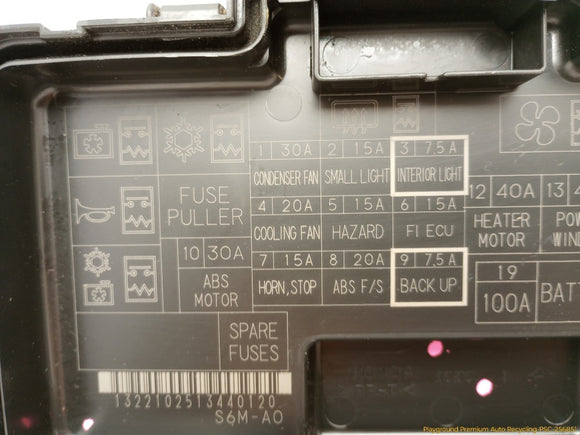 1 30A 2 15A 3 7.5A
CONDENSER FAN SMALL LIGHT INTERIOR LIGHT
FUSE
PULLER
4 20A 5 15A 6 15A 12 40A 13
COOLING FAN HAZARD FI ECU HEATER
MOTOR
10 30A 7 15A 8 20A 9 7.5A 19
ABS
MOTOR
HORN, STOP ABS F/S BACK UP 100A BATT
SPARE
FUSES
1322102513440120
S6M-A0
Playground Premium Auto Recycling-PSC-25685